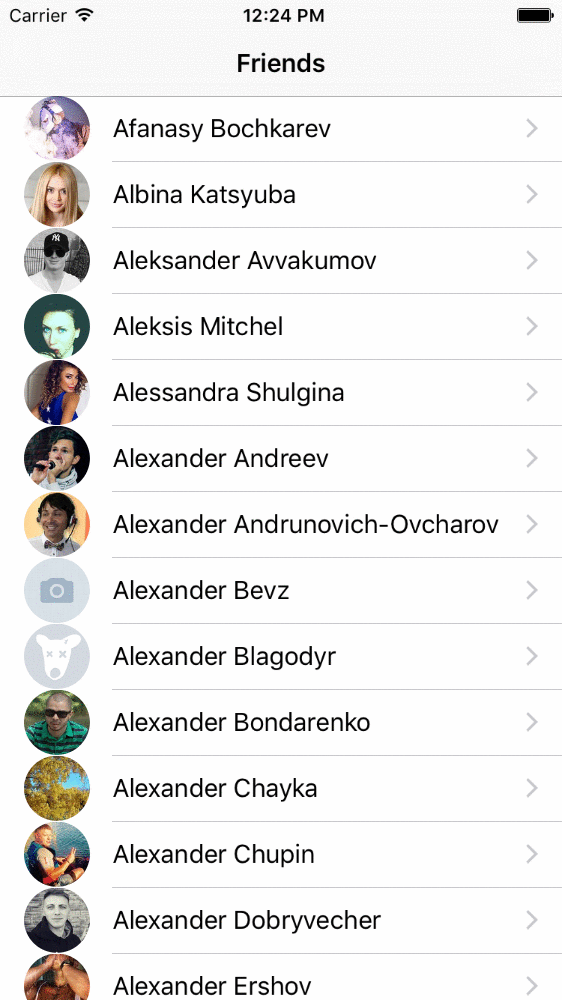 Carrier 12:24 PM
Friends
Afanasy Bochkarev
Albina Katsyuba
Aleksander Avvakumov
Aleksis Mitchel
Alessandra Shulgina
Alexander Andreev
Alexander Andrunovich-Ovcharov
Alexander Bevz
Alexander Blagodyr
Alexander Bondarenko
Alexander Chayka
Alexander Chupin
Alexander Dobryvecher
Alexander Ershov